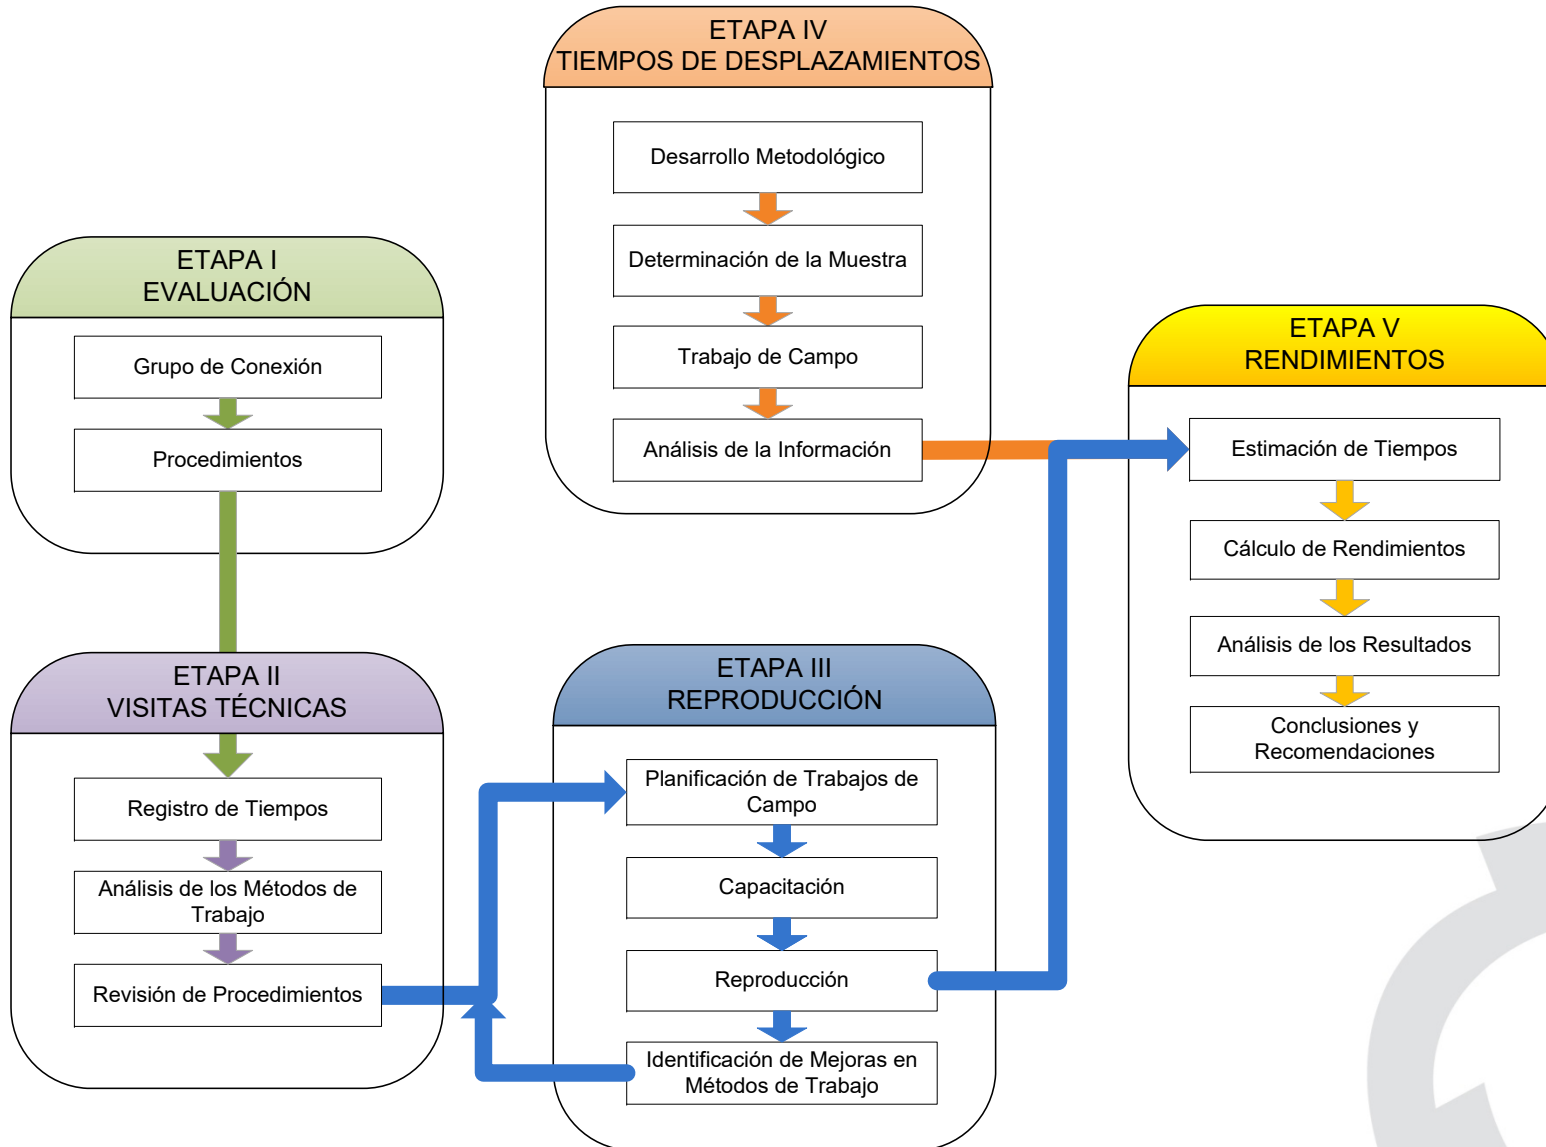 ETAPA IV
TIEMPOS DE DESPLAZAMIENTOS
Desarrollo Metodológico
Determinación de la Muestra
Trabajo de Campo
Análisis de la Información
ETAPA I
EVALUACIÓN
Grupo de Conexión
Procedimientos
ETAPA V
RENDIMIENTOS
Estimación de Tiempos
Cálculo de Rendimientos
Análisis de los Resultados
Conclusiones y
Recomendaciones
ETAPA II
VISITAS TÉCNICAS
Registro de Tiempos
Análisis de los Métodos de
Trabajo
Revisión de Procedimientos
ETAPA III
REPRODUCCIÓN
Planificación de Trabajos de
Campo
Capacitación
Reproducción
Identificación de Mejoras en
Métodos de Trabajo